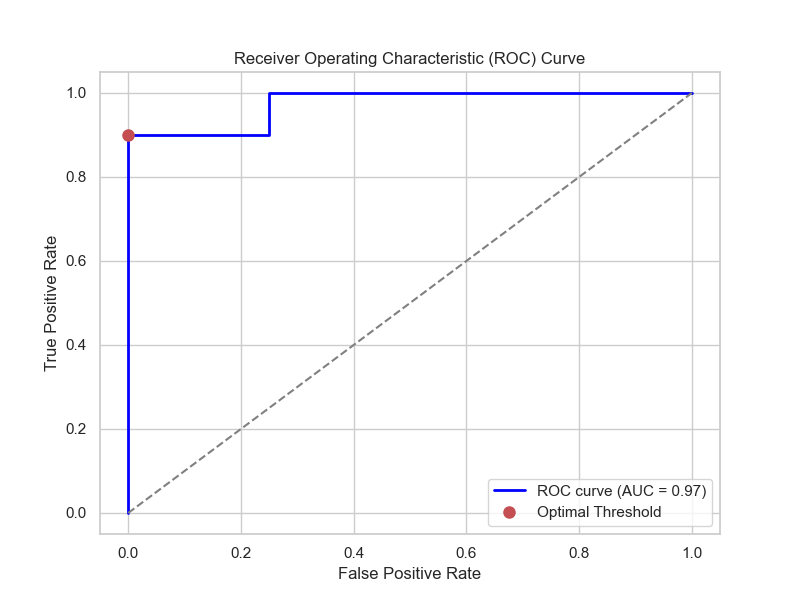 Receiver Operating Characteristic (ROC) Curve
1.0
0.8
0.6
0.4
0.2
0.0
True Positive Rate
ROC curve (AUC = 0.97)
Optimal Threshold
0.0 0.2 0.4 0.6 0.8 1.0
False Positive Rate